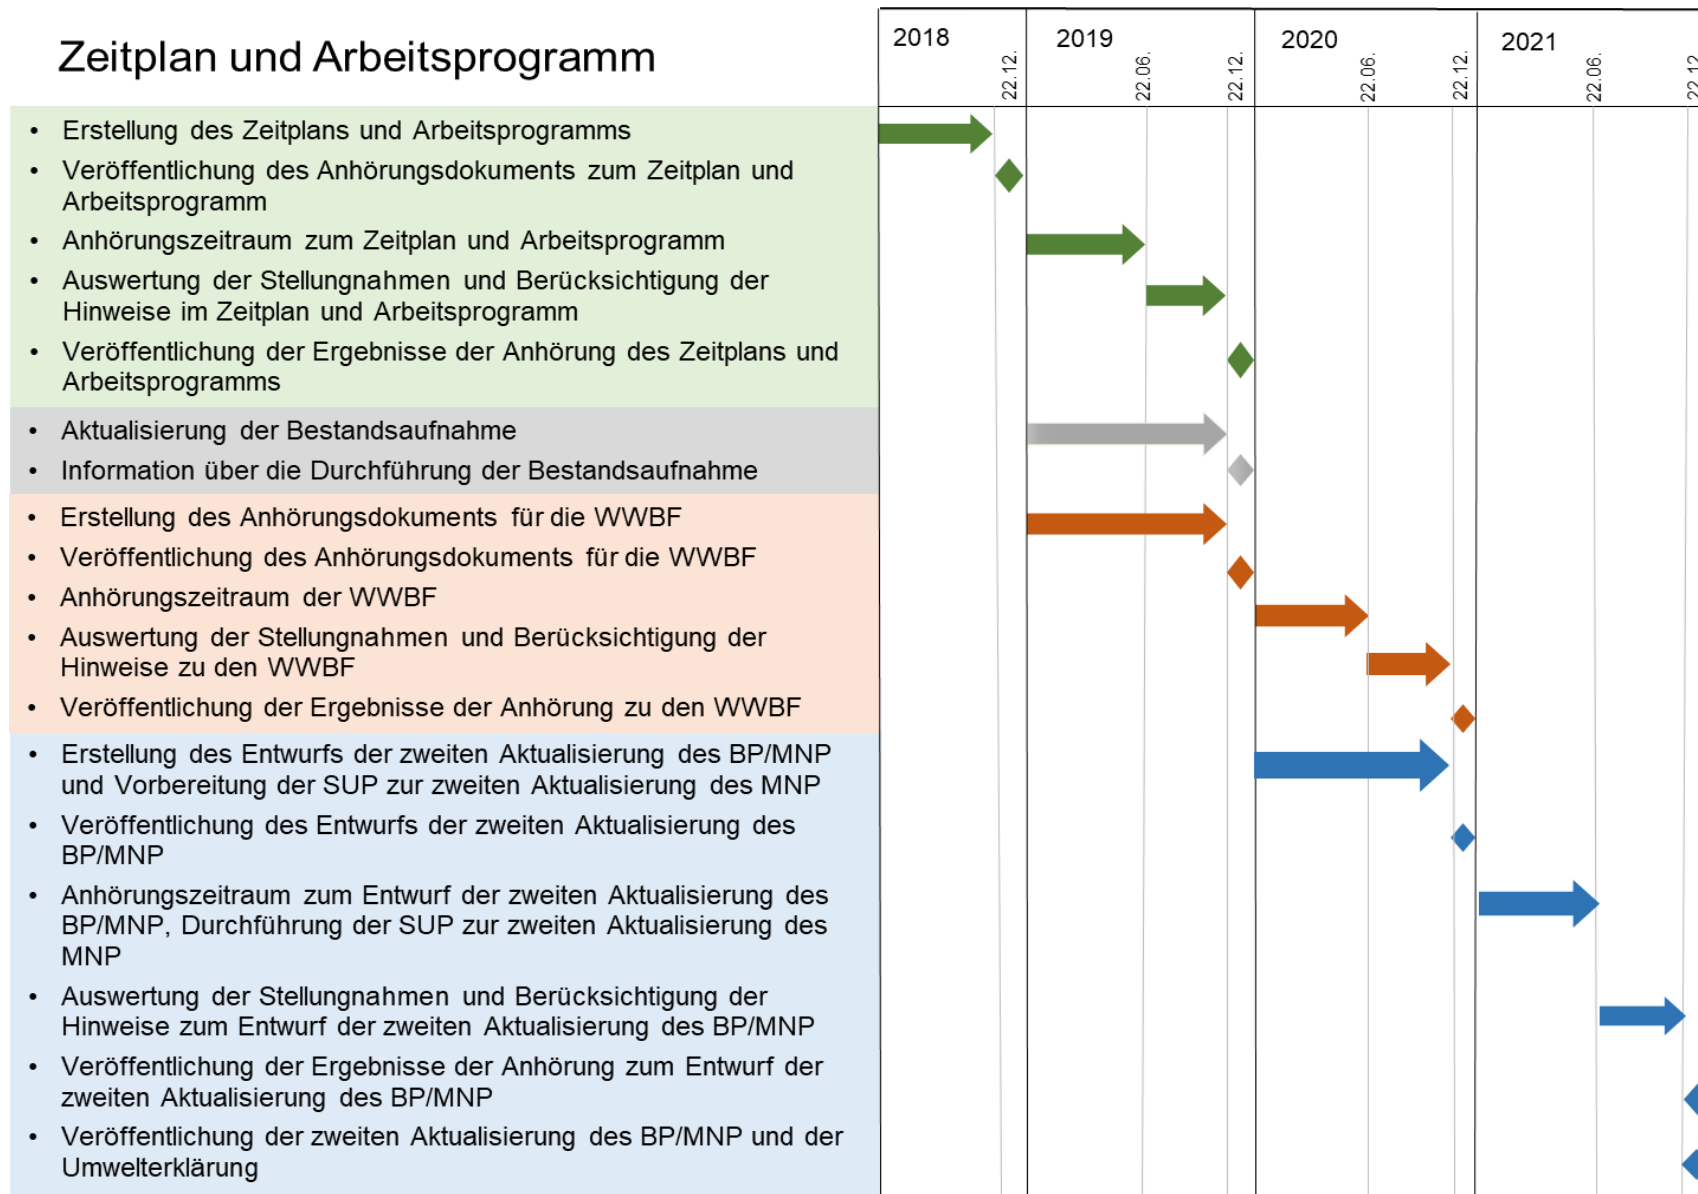 Zeitplan und Arbeitsprogramm
2018
2019
2020
2021
22.12.
22.06.
22.12.
22.06.
22.12.
22.06.
22.12
• Erstellung des Zeitplans und Arbeitsprogramms
• Veröffentlichung des Anhörungsdokuments zum Zeitplan und
Arbeitsprogramm
• Anhörungszeitraum zum Zeitplan und Arbeitsprogramm
• Auswertung der Stellungnahmen und Berücksichtigung der
Hinweise im Zeitplan und Arbeitsprogramm
• Veröffentlichung der Ergebnisse der Anhörung des Zeitplans und
Arbeitsprogramms
• Aktualisierung der Bestandsaufnahme
• Information über die Durchführung der Bestandsaufnahme
• Erstellung des Anhörungsdokuments für die WWBF
• Veröffentlichung des Anhörungsdokuments für die WWBF
• Anhörungszeitraum der WWBF
• Auswertung der Stellungnahmen und Berücksichtigung der
Hinweise zu den WWBF
• Veröffentlichung der Ergebnisse der Anhörung zu den WWBF
• Erstellung des Entwurfs der zweiten Aktualisierung des BP/MNP
und Vorbereitung der SUP zur zweiten Aktualisierung des MNP
• Veröffentlichung des Entwurfs der zweiten Aktualisierung des
BP/MNP
• Anhörungszeitraum zum Entwurf der zweiten Aktualisierung des
BP/MNP, Durchführung der SUP zur zweiten Aktualisierung des
MNP
• Auswertung der Stellungnahmen und Berücksichtigung der
Hinweise zum Entwurf der zweiten Aktualisierung des BP/MNP
• Veröffentlichung der Ergebnisse der Anhörung zum Entwurf der
zweiten Aktualisierung des BP/MNP
• Veröffentlichung der zweiten Aktualisierung des BP/MNP und der
Umwelterklärung